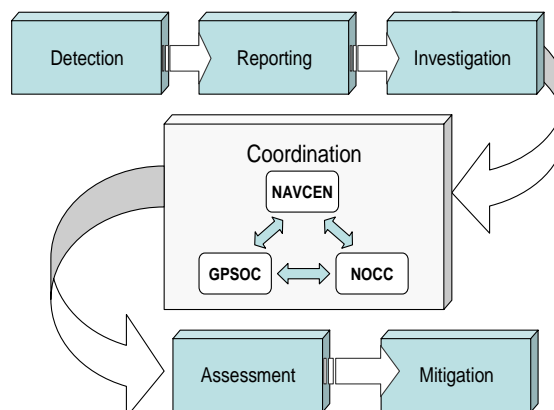 Detection
Reporting
Investigation
Coordination
NAVCEN
GPSOC
NOCC
Assessment
Mitigation